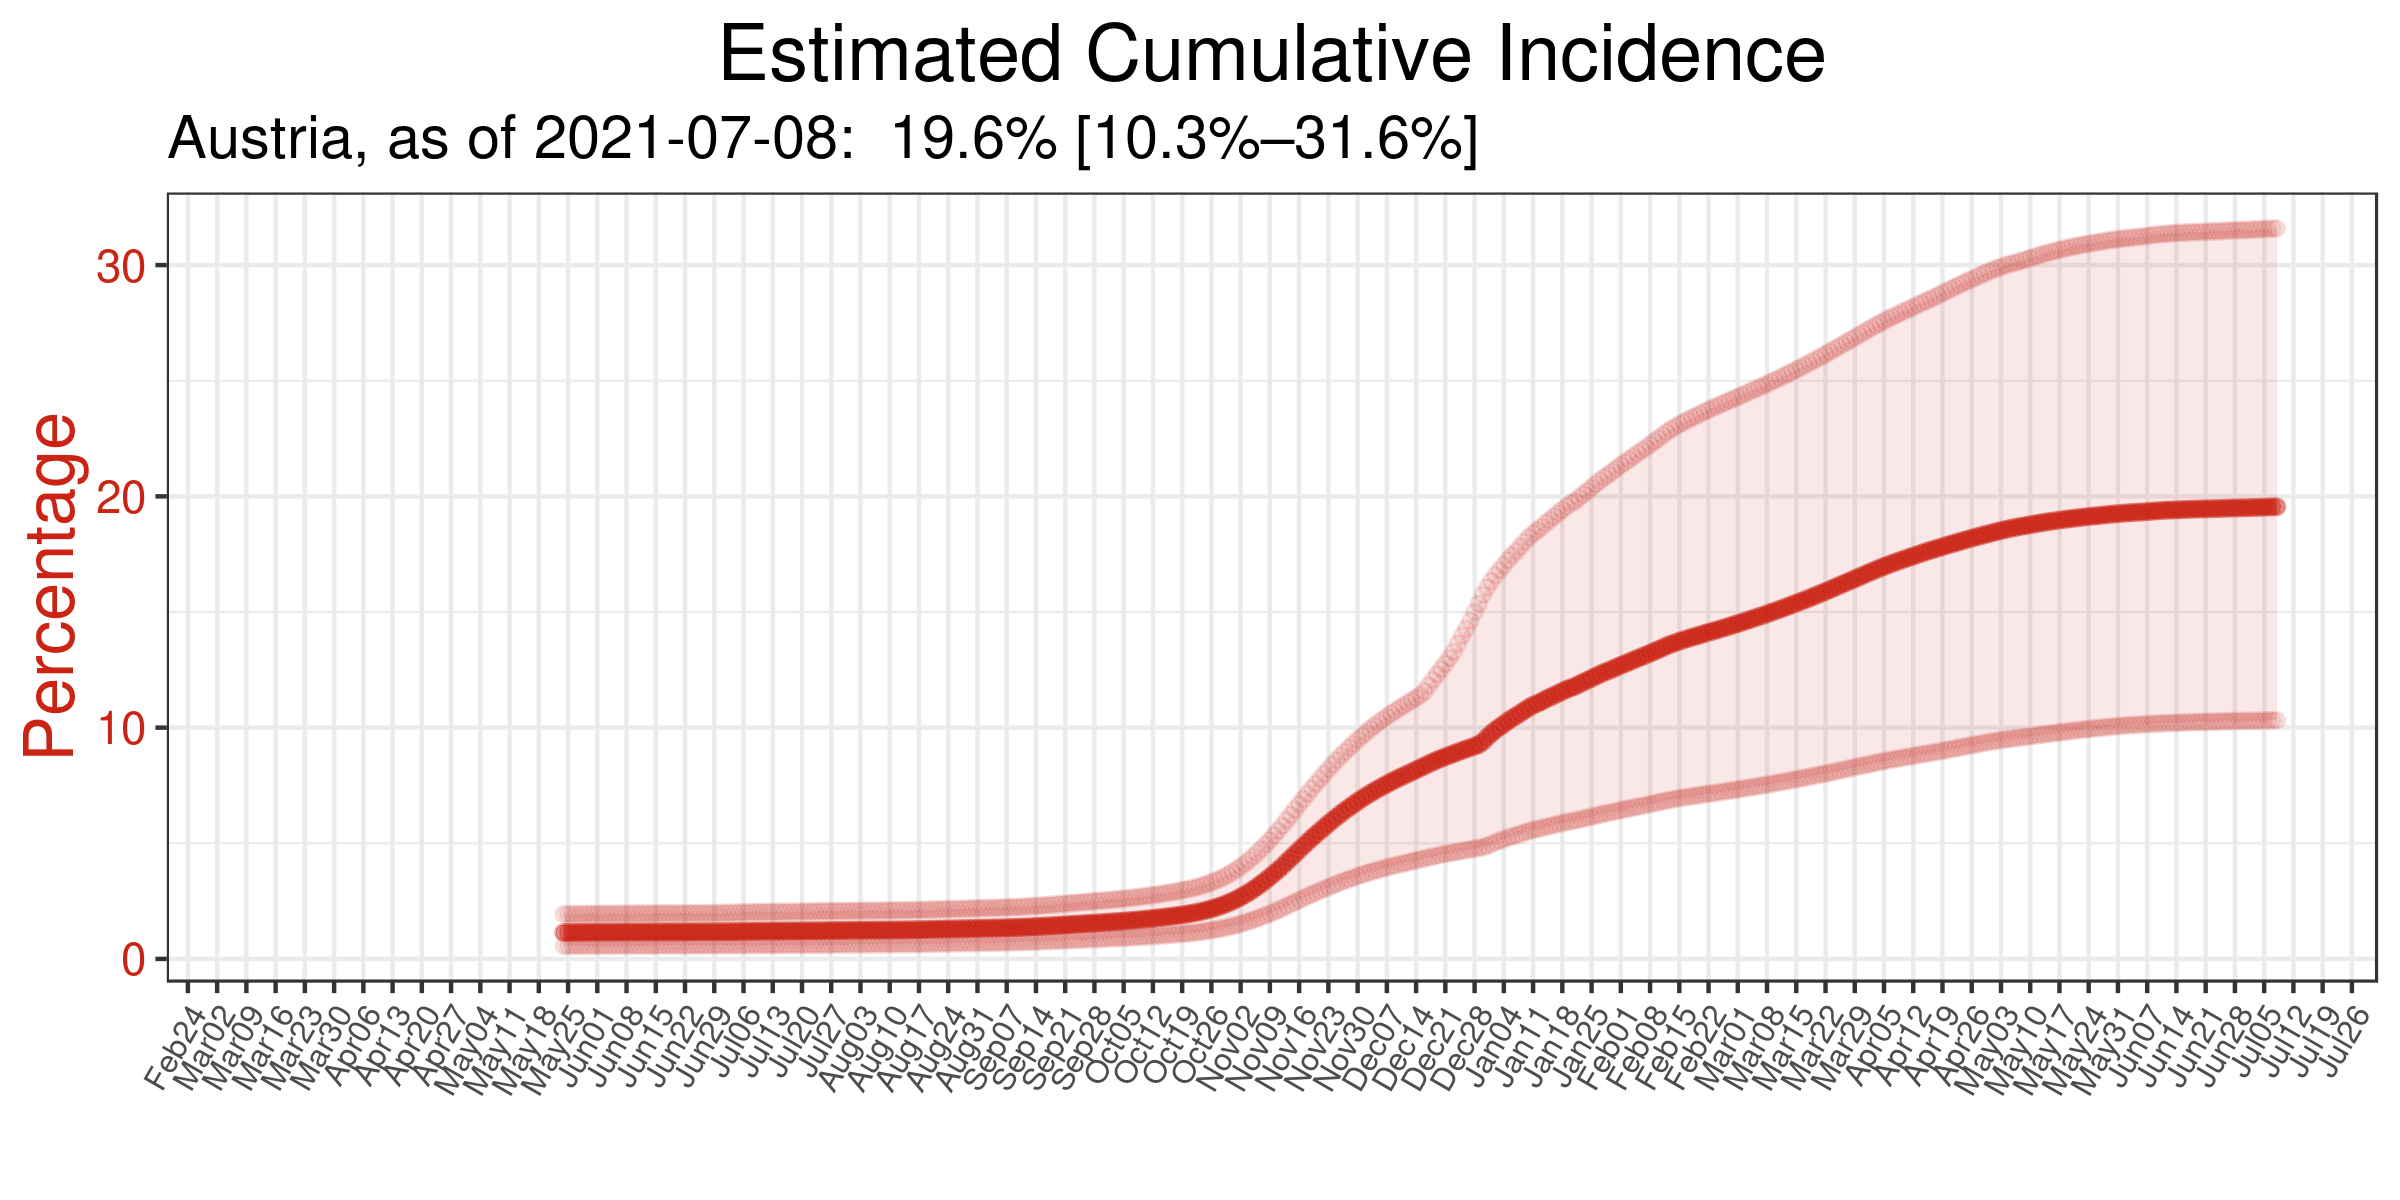 Estimated Cumulative Incidence
Austria, as of 2021-07-08:  19.6% [10.3%–31.6%]
Percentage
30
20
10
0
Feb24
Mar02
Mar09
Mar16
Mar23
Mar30
Apr06
Apr13
Apr20
Apr27
May04
May11
May18
May25
Jun01
Jun08
Jun15
Jun22
Jun29
Jul06
Jul13
Jul20
Jul27
Aug03
Aug10
Aug17
Aug24
Aug31
Sep07
Sep14
Sep21
Sep28
Oct05
Oct12
Oct19
Oct26
Nov02
Nov09
Nov16
Nov23
Nov30
Dec07
Dec14
Dec21
Dec28
Jan04
Jan11
Jan18
Jan25
Feb01
Feb08
Feb15
Feb22
Mar01
Mar08
Mar15
Mar22
Mar29
Apr05
Apr12
Apr19
Apr26
May03
May10
May17
May24
May31
Jun07
Jun14
Jun21
Jun28
Jul05
Jul12
Jul19
Jul26